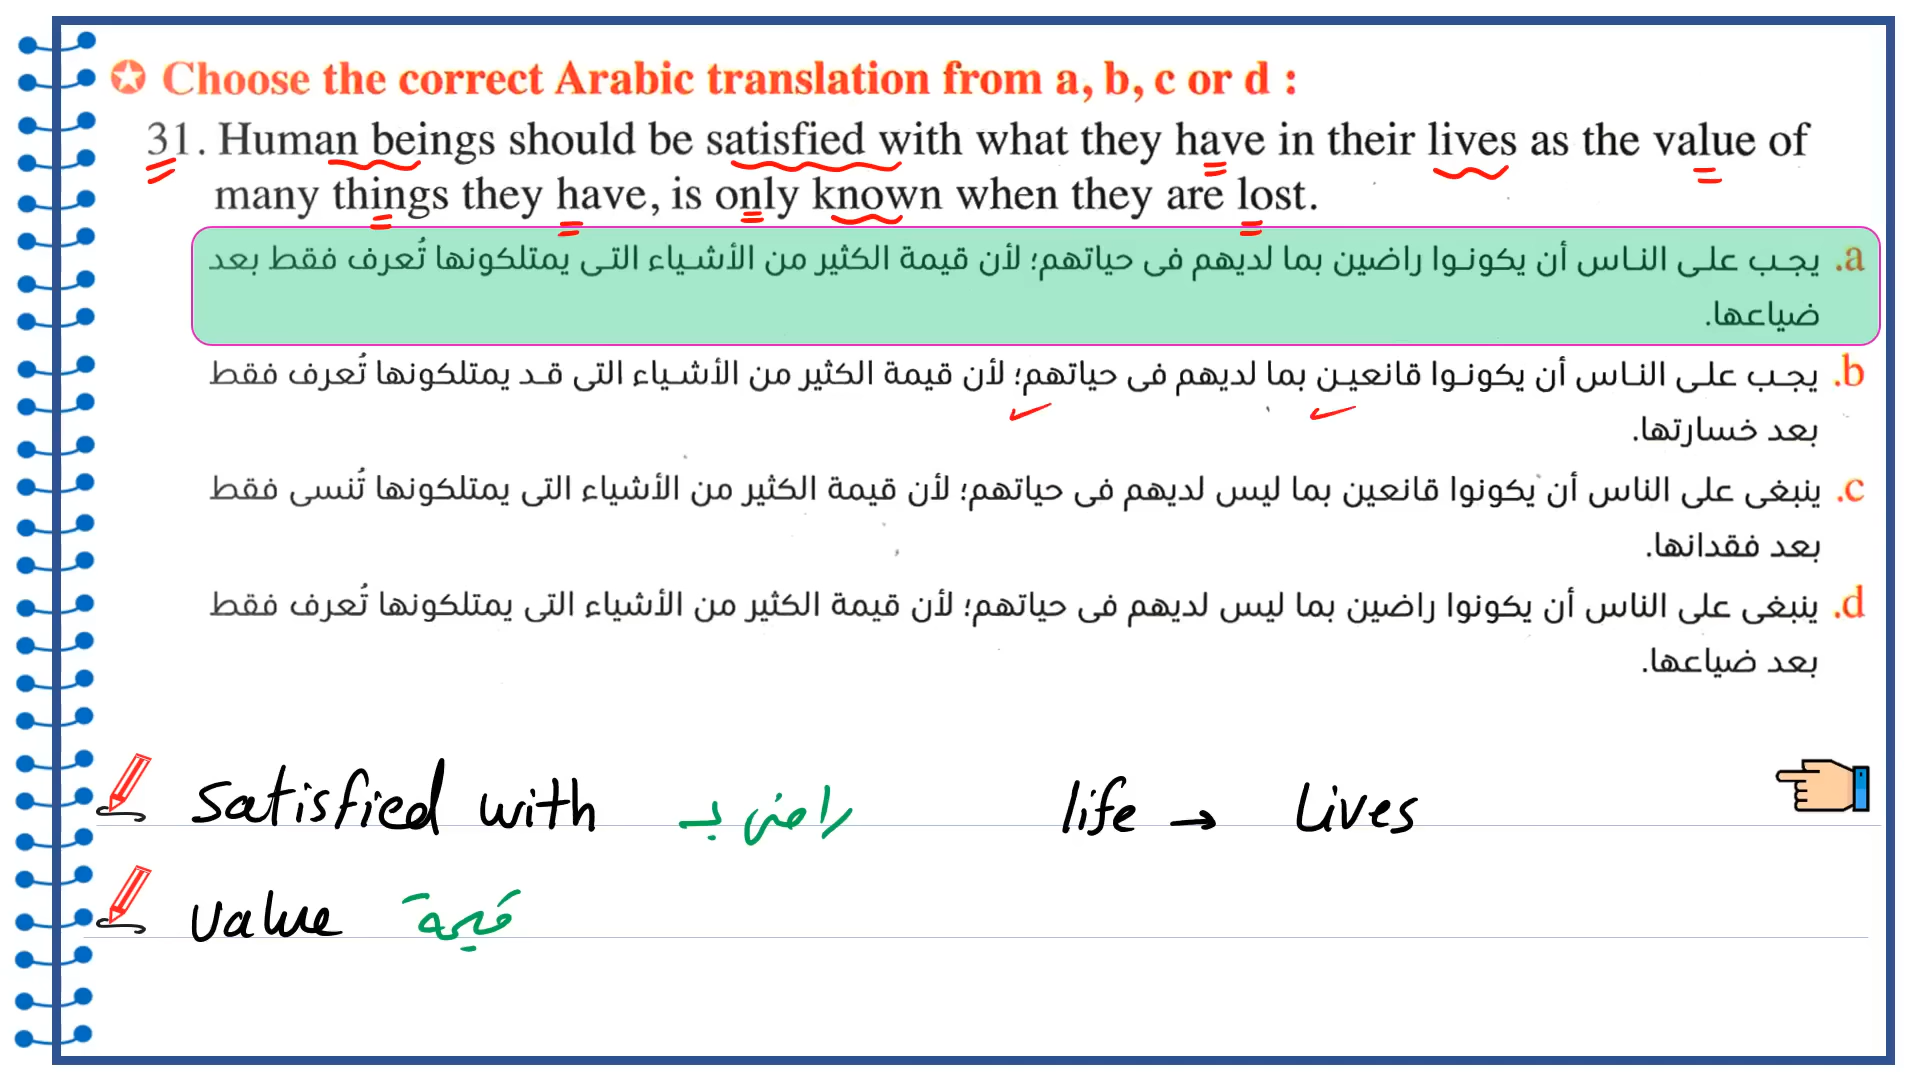 Choose the correct Arabic translation from a, b, c or d :
31. Human beings should be satisfied with what they have in their lives as the value of
many things they have, is only known when they are lost.
a. يجب على الناس أن يكونوا راضين بما لديهم فى حياتهم؛ لأن قيمة الكثير من الأشياء التى يمتلكونها تُعرف فقط بعد
ضياعها.
b. يجب على الناس أن يكونوا قانعين بما لديهم فى حياتهم؛ لأن قيمة الكثير من الأشياء التى قد يمتلكونها تُعرف فقط
بعد خسارتها.
c. ينبغى على الناس أن يكونوا قانعين بما ليس لديهم فى حياتهم؛ لأن قيمة الكثير من الأشياء التى يمتلكونها تُنسى فقط
بعد فقدانها.
d. ينبغى على الناس أن يكونوا راضين بما ليس لديهم فى حياتهم؛ لأن قيمة الكثير من الأشياء التى يمتلكونها تُعرف فقط
بعد ضياعها.
Satisfied with راضى بـ life → Lives
value قيمة